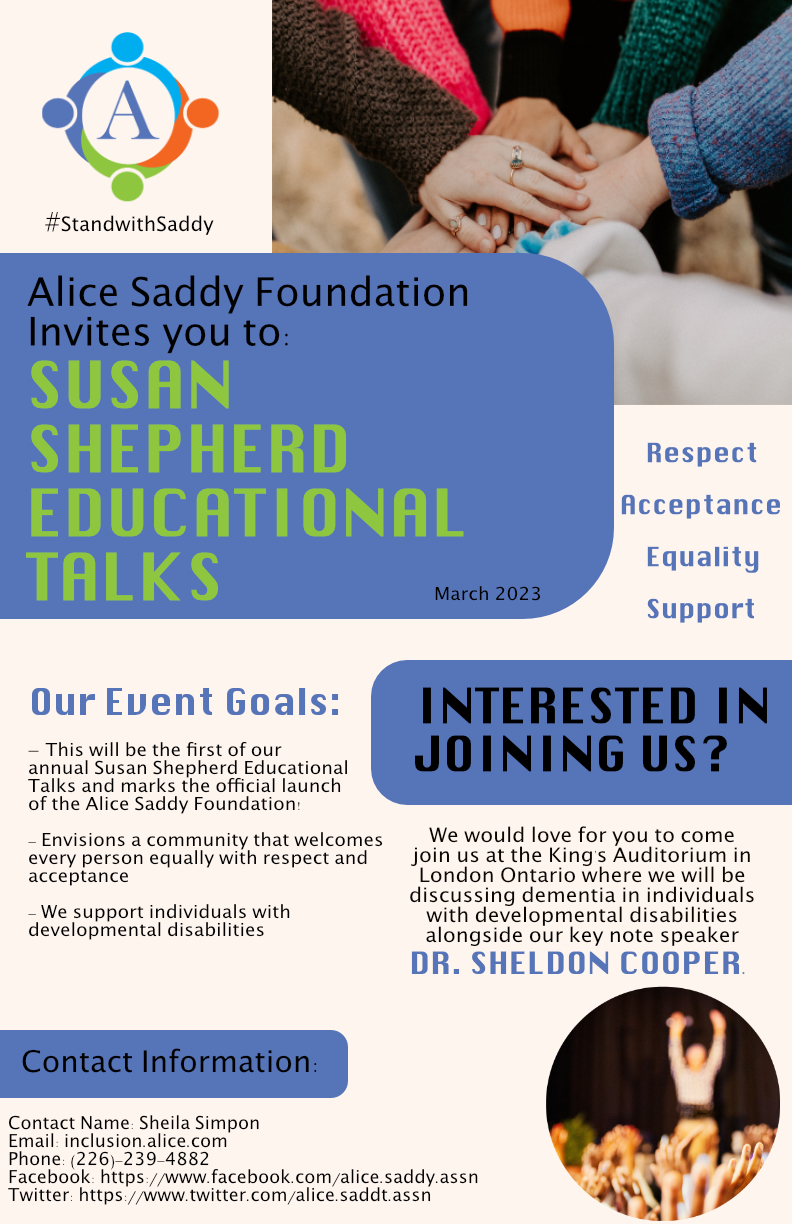 A
#StandwithSaddy
Alice Saddy Foundation
Invites you to:
SUSAN
SHEPHERD
EDUCATIONAL
TALKS
March 2023
Respect
Acceptance
Equality
Support
Our Event Goals:
– This will be the first of our
annual Susan Shepherd Educational
Talks and marks the official launch
of the Alice Saddy Foundation!
– Envisions a community that welcomes
every person equally with respect and
acceptance
– We support individuals with
developmental disabilities
INTERESTED IN
JOINING US?
We would love for you to come
join us at the King's Auditorium in
London Ontario where we will be
discussing dementia in individuals
with developmental disabilities
alongside our key note speaker
DR. SHELDON COOPER.
Contact Information:
Contact Name: Sheila Simpon
Email: inclusion.alice.com
Phone: (226)-239-4882
Facebook: https://www.facebook.com/alice.saddy.assn
Twitter: https://www.twitter.com/alice.saddt.assn